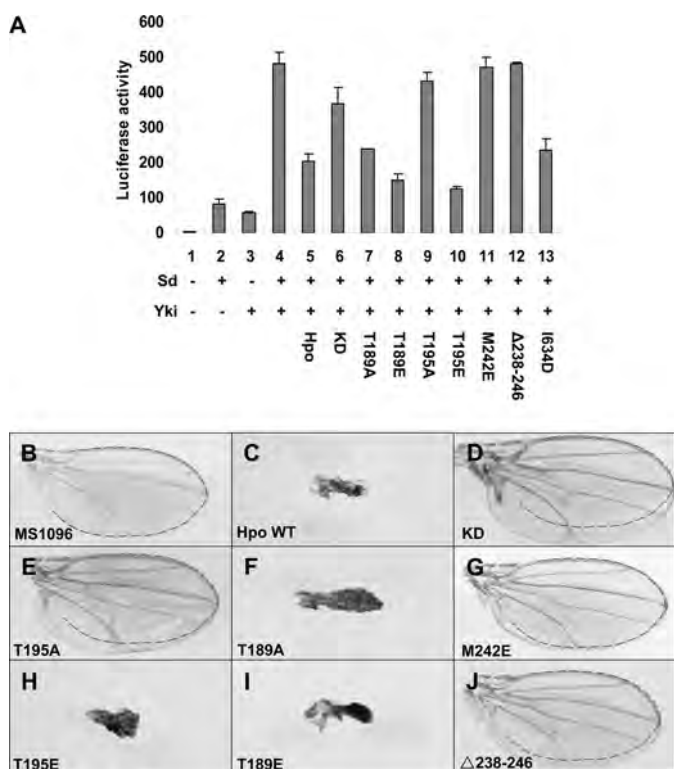 A
600
500
400
300
200
100
0
Luciferase activity
1 2 3 4 5 6 7 8 9 10 11 12 13
Sd - + - + + + + + + + + + +
Yki - - + + + + + + + + + + +
Hpo KD T189A T189E T195A T195E M242E Δ238-246 I634D
B
MS1096
C
Hpo WT
D
KD
E
T195A
F
T189A
G
M242E
H
T195E
I
T189E
J
△238-246